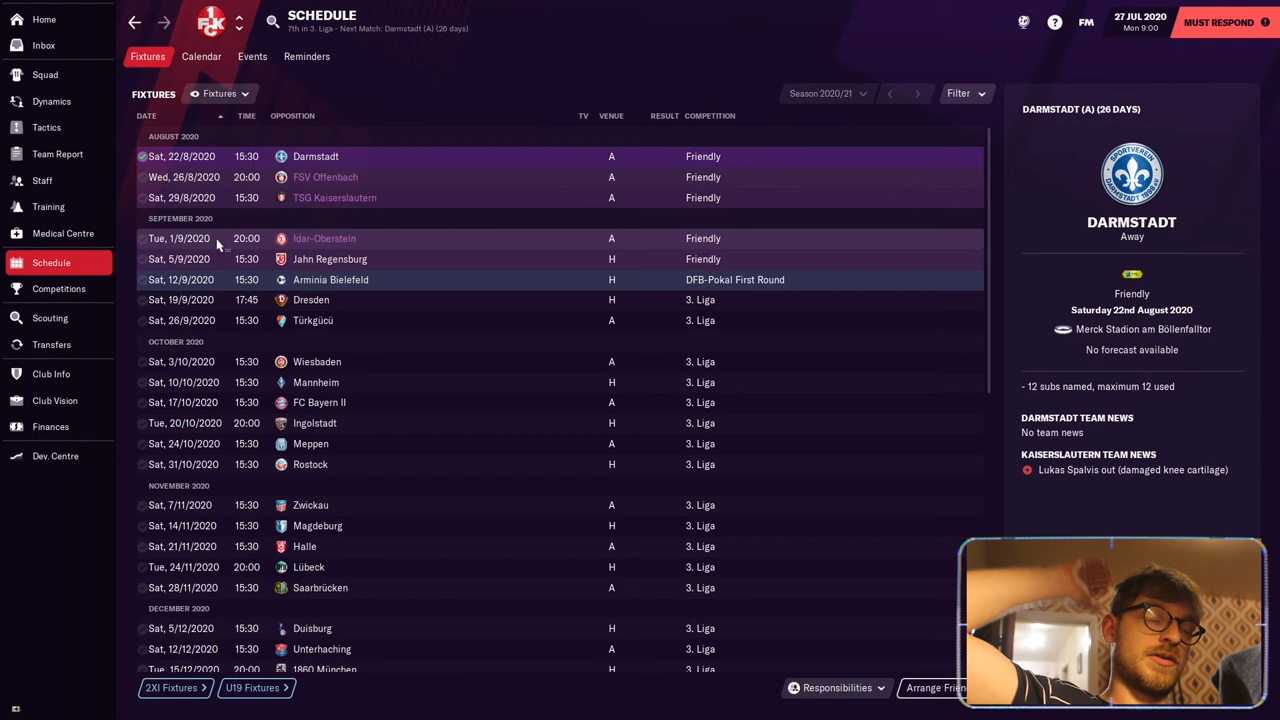 Home
Inbox
Squad
Dynamics
Tactics
Team Report
Staff
Training
Medical Centre
Schedule
Competitions
Scouting
Transfers
Club Info
Club Vision
Finances
Dev. Centre
1
FCK
SCHEDULE
7th in 3. Liga - Next Match: Darmstadt (A) (26 days)
FM
27 JUL 2020
Mon 9:00
MUST RESPOND
Fixtures Calendar Events Reminders
FIXTURES Fixtures Season 2020/21 Filter
DATE TIME OPPOSITION TV VENUE RESULT COMPETITION
AUGUST 2020
Sat, 22/8/2020 15:30 Darmstadt A Friendly
Wed, 26/8/2020 20:00 FSV Offenbach A Friendly
Sat, 29/8/2020 15:30 TSG Kaiserslautern A Friendly
SEPTEMBER 2020
Tue, 1/9/2020 20:00 Idar-Oberstein A Friendly
Sat, 5/9/2020 15:30 Jahn Regensburg H Friendly
Sat, 12/9/2020 15:30 Arminia Bielefeld H DFB-Pokal First Round
Sat, 19/9/2020 17:45 Dresden H 3. Liga
Sat, 26/9/2020 15:30 Türkgücü A 3. Liga
OCTOBER 2020
Sat, 3/10/2020 15:30 Wiesbaden A 3. Liga
Sat, 10/10/2020 15:30 Mannheim H 3. Liga
Sat, 17/10/2020 15:30 FC Bayern II A 3. Liga
Tue, 20/10/2020 20:00 Ingolstadt H 3. Liga
Sat, 24/10/2020 15:30 Meppen A 3. Liga
Sat, 31/10/2020 15:30 Rostock H 3. Liga
NOVEMBER 2020
Sat, 7/11/2020 15:30 Zwickau A 3. Liga
Sat, 14/11/2020 15:30 Magdeburg H 3. Liga
Sat, 21/11/2020 15:30 Halle A 3. Liga
Tue, 24/11/2020 20:00 Lübeck H 3. Liga
Sat, 28/11/2020 15:30 Saarbrücken A 3. Liga
DECEMBER 2020
Sat, 5/12/2020 15:30 Duisburg H 3. Liga
Sat, 12/12/2020 15:30 Unterhaching A 3. Liga
Tue, 15/12/2020 20:00 1860 München H 3. Liga
2XI Fixtures U19 Fixtures Responsibilities Arrange Frien
DARMSTADT (A) (26 DAYS)
DARMSTADT
Away
Friendly
Saturday 22nd August 2020
Merck Stadion am Böllenfalltor
No forecast available
- 12 subs named, maximum 12 used
DARMSTADT TEAM NEWS
No team news
KAISERSLAUTERN TEAM NEWS
Lukas Spalvis out (damaged knee cartilage)